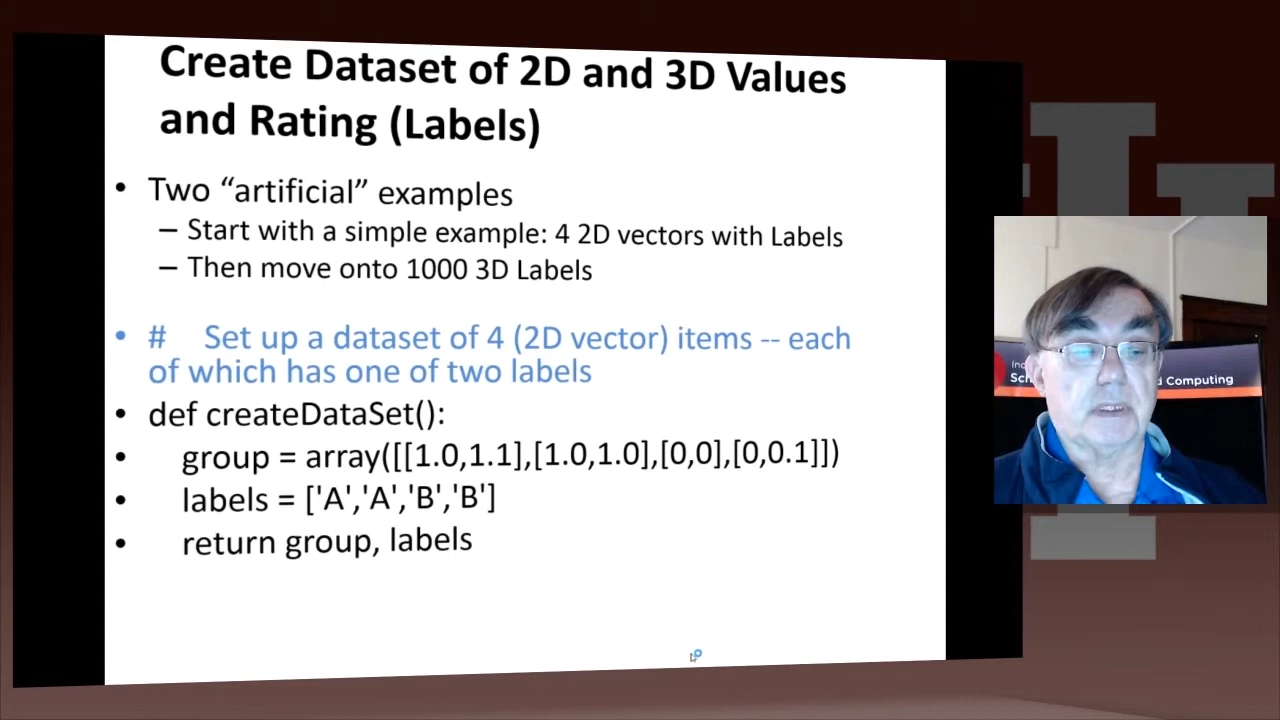 Create Dataset of 2D and 3D Values
and Rating (Labels)
• Two “artificial” examples
– Start with a simple example: 4 2D vectors with Labels
– Then move onto 1000 3D Labels
• # Set up a dataset of 4 (2D vector) items -- each
of which has one of two labels
• def createDataSet():
• group = array([[1.0,1.1],[1.0,1.0],[0,0],[0,0.1]])
• labels = ['A','A','B','B']
• return group, labels
d Computing